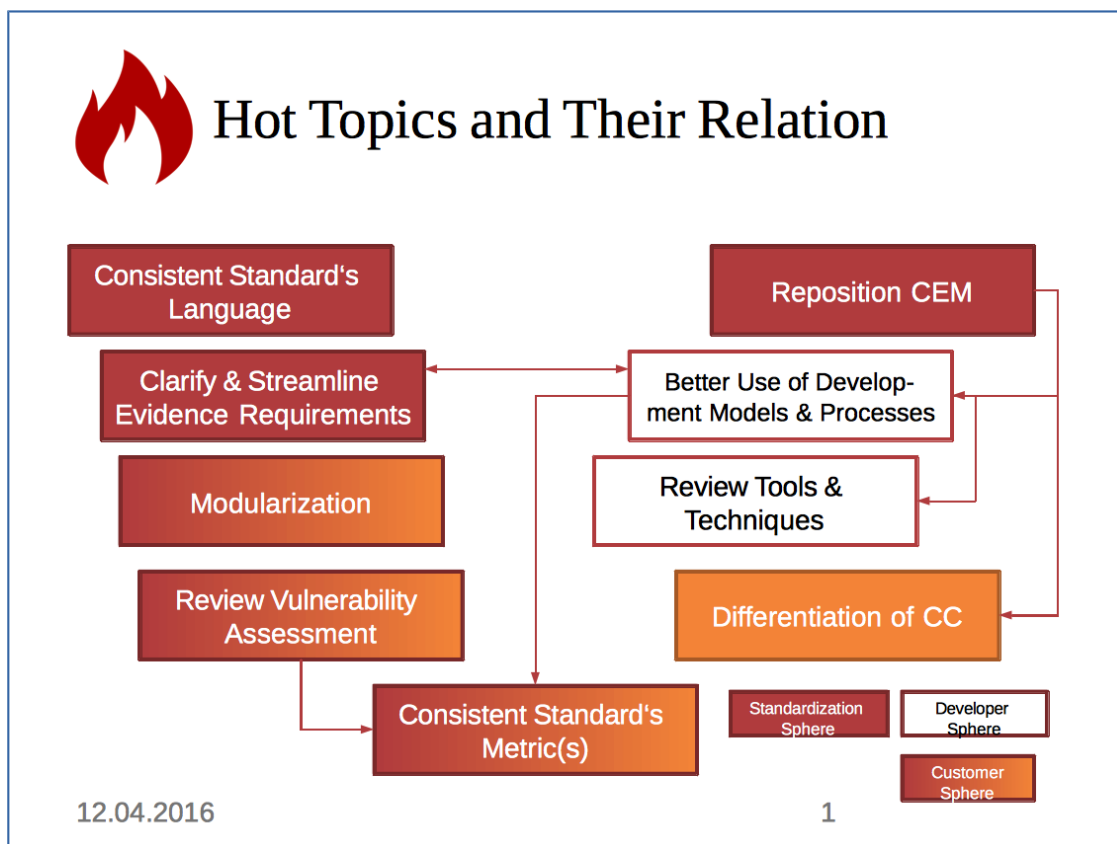 Hot Topics and Their Relation
Consistent Standard‘s
Language
Reposition CEM
Clarify & Streamline
Evidence Requirements
Better Use of Develop-
ment Models & Processes
Modularization
Review Tools &
Techniques
Review Vulnerability
Assessment
Differentiation of CC
Consistent Standard‘s
Metric(s)
Standardization
Sphere
Developer
Sphere
Customer
Sphere
12.04.2016
1